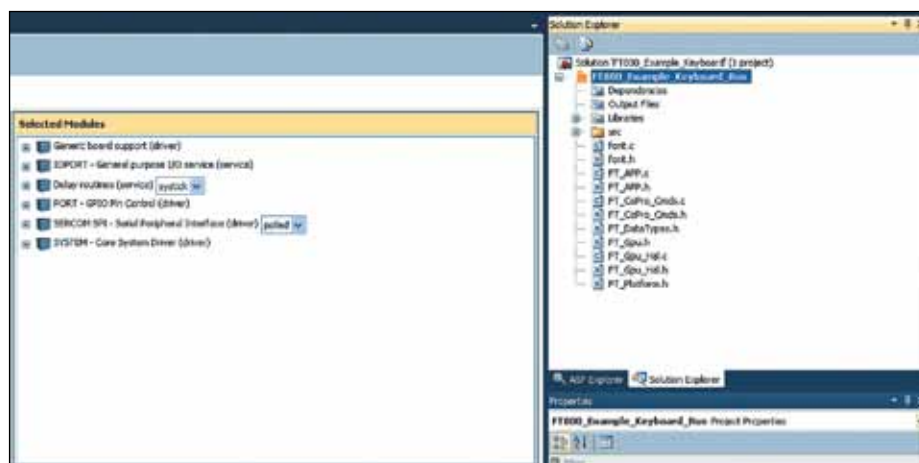 Selected Modules
Generic board support (driver)
IOPORT - General purpose I/O service (service)
Delay routines (service) systick
PORT - GPIO Pin Control (driver)
SERCOM SPI - Serial Peripheral Interface (driver) polled
SYSTEM - Core System Driver (driver)
Solution Explorer
Solution 'FT800_Example_Keyboard' (1 project)
FT800_Example_Keyboard_Run
Dependencies
Output Files
Libraries
src
font.c
font.h
FT_APP.c
FT_APP.h
FT_CoPro_Cmds.c
FT_CoPro_Cmds.h
FT_DataTypes.h
FT_Gpu.h
FT_Gpu_Hal.c
FT_Gpu_Hal.h
FT_Platform.h
ASF Explorer
Solution Explorer
Properties
FT800_Example_Keyboard_Run Project Properties